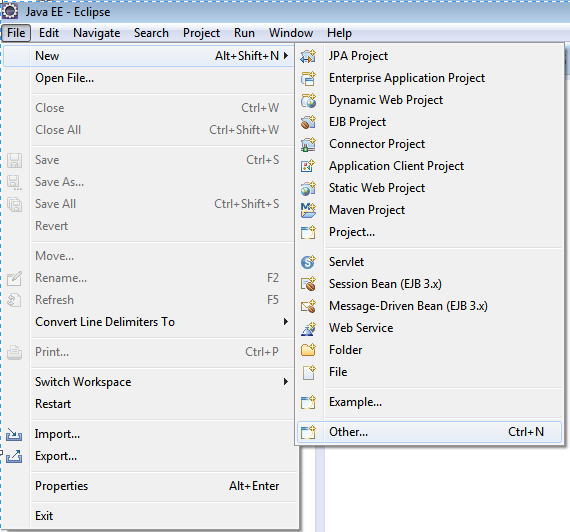 Java EE - Eclipse
File Edit Navigate Search Project Run Window Help
New Alt+Shift+N
Open File...
Close Ctrl+W
Close All Ctrl+Shift+W
Save Ctrl+S
Save As...
Save All Ctrl+Shift+S
Revert
Move...
Rename... F2
Refresh F5
Convert Line Delimiters To
Print... Ctrl+P
Switch Workspace
Restart
Import...
Export...
Properties Alt+Enter
Exit
JPA Project
Enterprise Application Project
Dynamic Web Project
EJB Project
Connector Project
Application Client Project
Static Web Project
Maven Project
Project...
Servlet
Session Bean (EJB 3.x)
Message-Driven Bean (EJB 3.x)
Web Service
Folder
File
Example...
Other... Ctrl+N